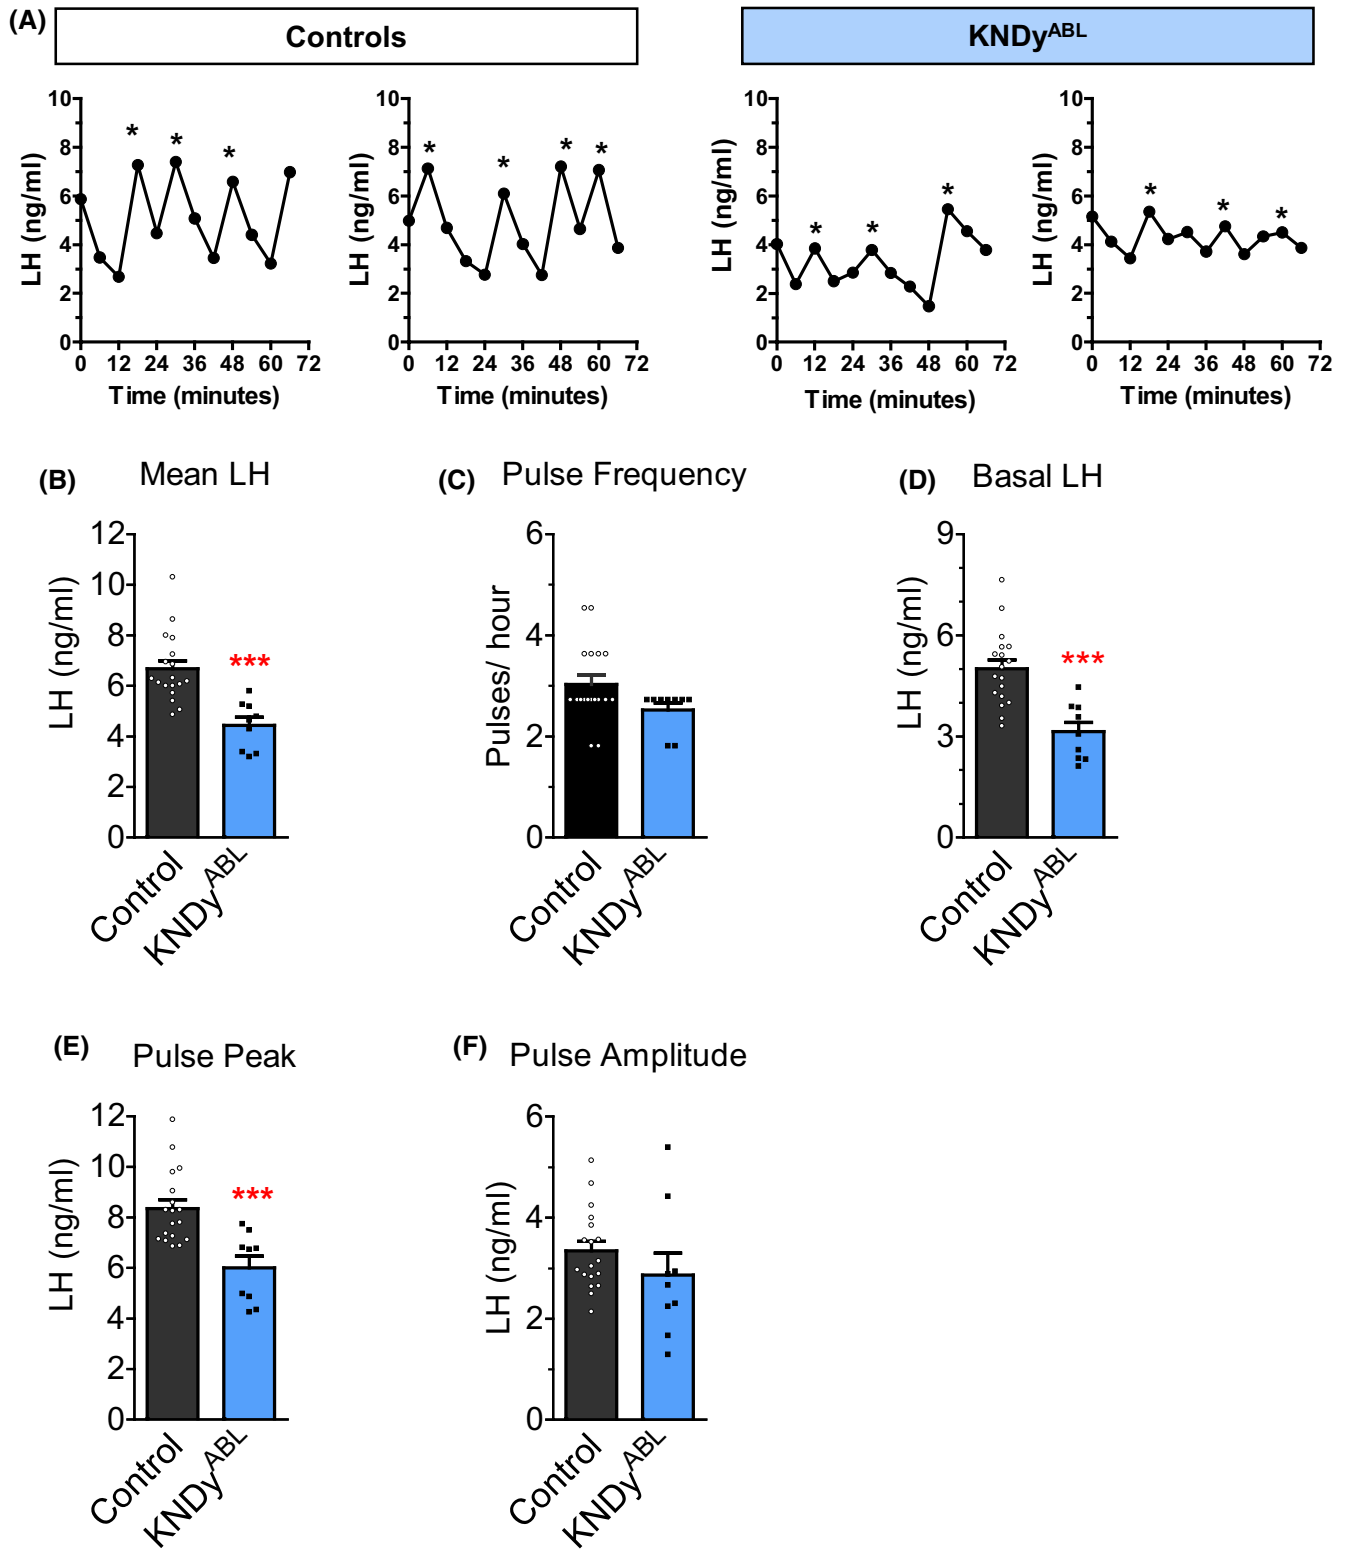 (A)
Controls
KNDyABL
* * *
* * * *
* * *
* * *
10 8 6 4 2 0
LH (ng/ml)
0 12 24 36 48 60 72
Time (minutes)
10 8 6 4 2 0
LH (ng/ml)
0 12 24 36 48 60 72
Time (minutes)
10 8 6 4 2 0
LH (ng/ml)
0 12 24 36 48 60 72
Time (minutes)
10 8 6 4 2 0
LH (ng/ml)
0 12 24 36 48 60 72
Time (minutes)
(B) Mean LH
12 10 8 6 4 2 0
LH (ng/ml)
***
Control
KNDyABL
(C) Pulse Frequency
6 4 2 0
Pulses/ hour
Control
KNDyABL
(D) Basal LH
9 6 3 0
LH (ng/ml)
***
Control
KNDyABL
(E) Pulse Peak
12 10 8 6 4 2 0
LH (ng/ml)
***
Control
KNDyABL
(F) Pulse Amplitude
6 4 2 0
LH (ng/ml)
Control
KNDyABL